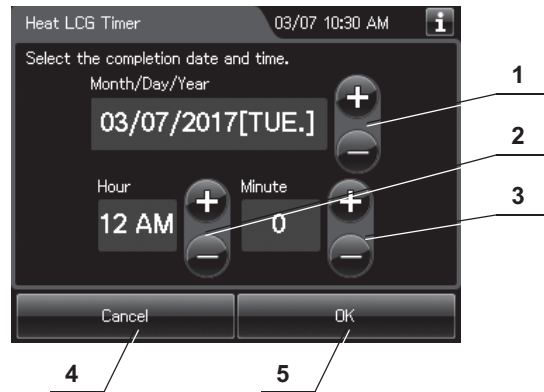 Heat LCG Timer 03/07 10:30 AM i
Select the completion date and time.
Month/Day/Year
03/07/2017[TUE.] + −
1
2
3
Hour Minute
12 AM + − 0 + −
Cancel OK
4 5